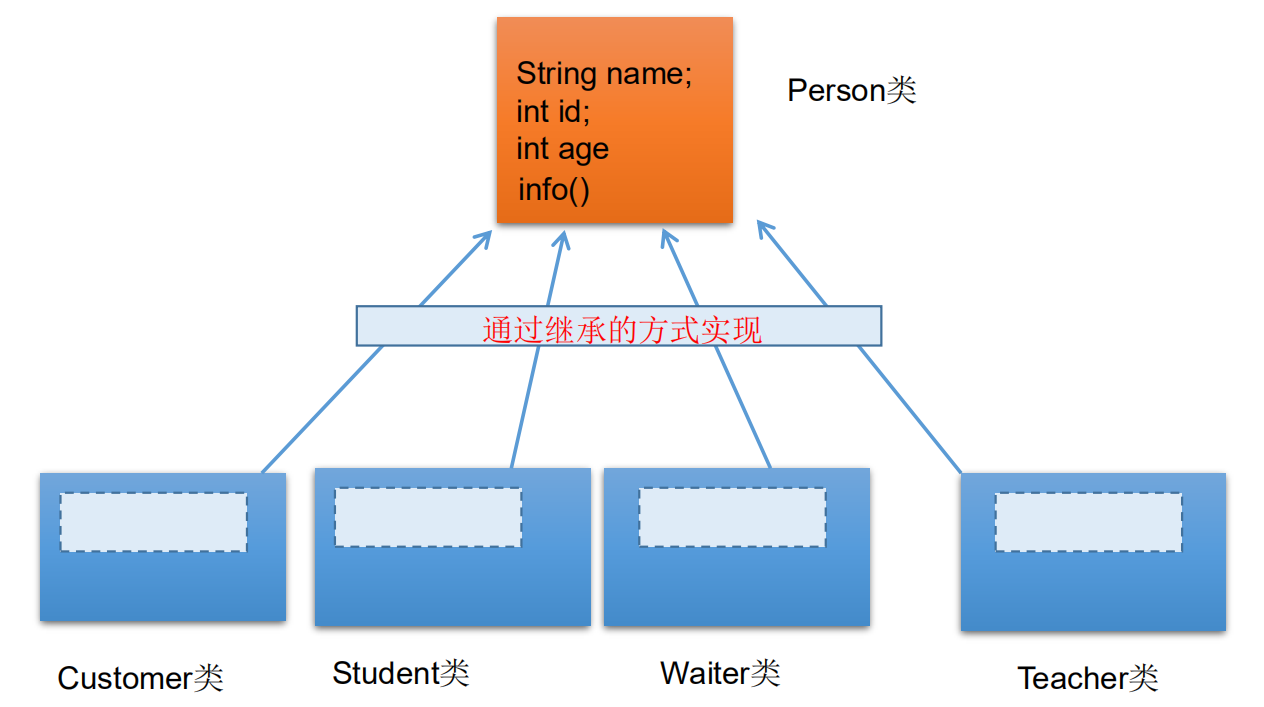 String name;
int id;
int age
info()
Person类
通过继承的方式实现
Customer类
Student类
Waiter类
Teacher类